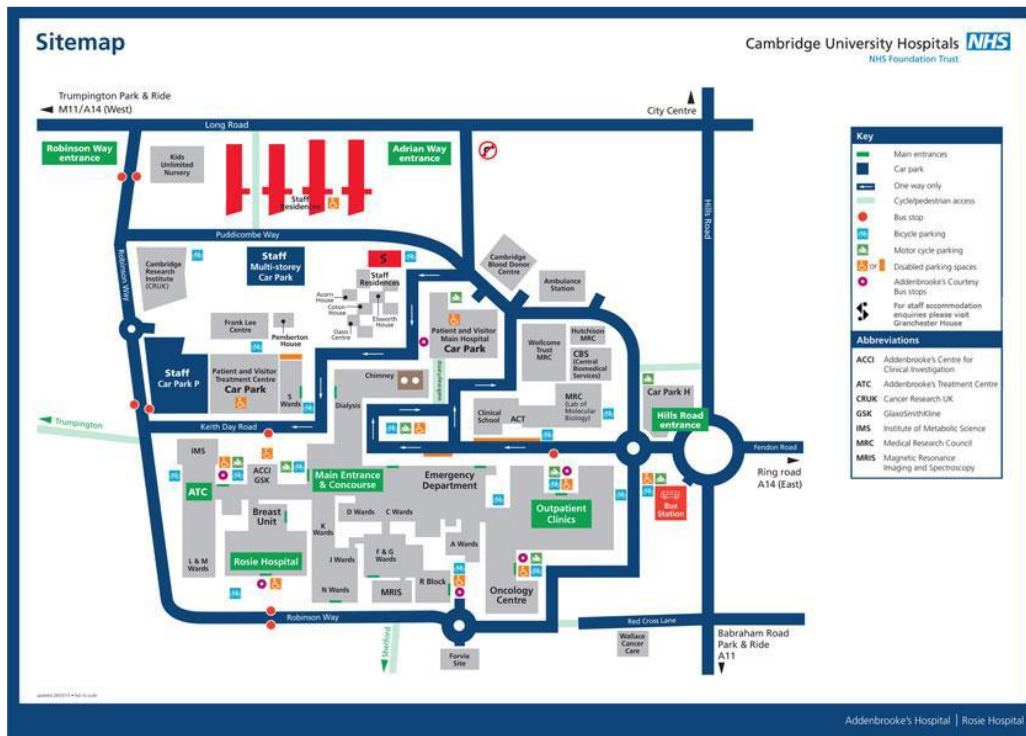 Sitemap
Cambridge University Hospitals NHS
NHS Foundation Trust
Trumpington Park & Ride
M11/A14 (West)
City Centre
Long Road
Robinson Way
entrance
Kids
Unlimited
Nursery
Adrian Way
entrance
Staff
Residences
Hills Road
Puddicombe Way
Robinson Way
Cambridge
Research
Institute
(CRUK)
Staff
Multi-storey
Car Park
S
Staff
Residences
Acorn
House
Coton
House
Elsworth
House
Oasis
Centre
Cambridge
Blood Donor
Centre
Ambulance
Station
Frank Lee
Centre
Pemberton
House
Patient and Visitor
Main Hospital
Car Park
Wellcome
Trust
MRC
Hutchison
MRC
CBS
(Central
Biomedical
Services)
Staff
Car Park P
Patient and Visitor
Treatment Centre
Car Park
S
Wards
Chimney
Dialysis
MRC
(Lab of
Molecular
Biology)
Car Park H
Clinical
School
ACT
Hills Road
entrance
Trumpington
Keith Day Road
Fendon Road
Ring road
A14 (East)
IMS
ACCI
GSK
ATC
Main Entrance
& Concourse
Emergency
Department
Outpatient
Clinics
Bus
Station
Breast
Unit
D Wards
C Wards
K
Wards
A Wards
F & G
Wards
J Wards
Rosie Hospital
L & M
Wards
N Wards
MRIS
R Block
Oncology
Centre
Robinson Way
Red Cross Lane
Shelford
Forvie
Site
Wallace
Cancer
Care
Babraham Road
Park & Ride
A11
Key
Main entrances
Car park
One way only
Cycle/pedestrian access
Bus stop
Bicycle parking
Motor cycle parking
or Disabled parking spaces
Addenbrooke's Courtesy
Bus stops
For staff accommodation
enquiries please visit
Granchester House
Abbreviations
ACCI Addenbrooke's Centre for
Clinical Investigation
ATC Addenbrooke's Treatment Centre
CRUK Cancer Research UK
GSK GlaxoSmithKline
IMS Institute of Metabolic Science
MRC Medical Research Council
MRIS Magnetic Resonance
Imaging and Spectroscopy
Addenbrooke's Hospital | Rosie Hospital